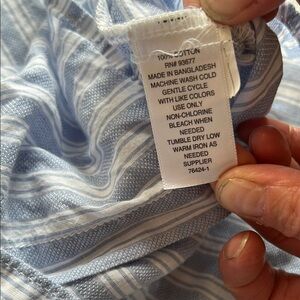 100% COTTON
RN# 93677
MADE IN BANGLADESH
MACHINE WASH COLD
GENTLE CYCLE
WITH LIKE COLORS
USE ONLY
NON-CHLORINE
BLEACH WHEN
NEEDED
TUMBLE DRY LOW
WARM IRON AS
NEEDED
SUPPLIER
76424-1